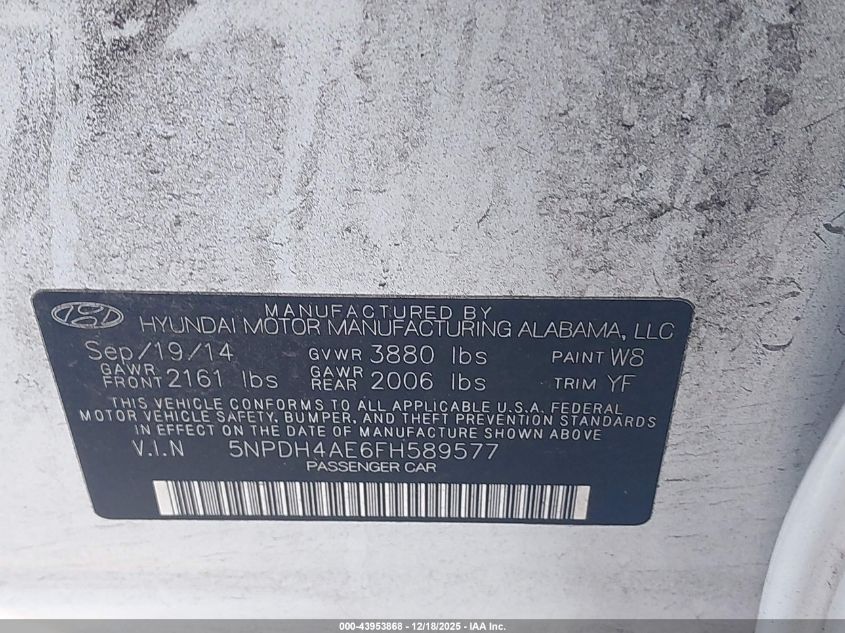 MANUFACTURED BY
HYUNDAI MOTOR MANUFACTURING ALABAMA, LLC
Sep/19/14 GVWR 3880 lbs PAINT W8
GAWR FRONT 2161 lbs GAWR REAR 2006 lbs TRIM YF
THIS VEHICLE CONFORMS TO ALL APPLICABLE U.S.A. FEDERAL
MOTOR VEHICLE SAFETY, BUMPER, AND THEFT PREVENTION STANDARDS
IN EFFECT ON THE DATE OF MANUFACTURE SHOWN ABOVE
V.I.N 5NPDH4AE6FH589577
PASSENGER CAR
000-43953868 - 12/18/2025 - IAA Inc.